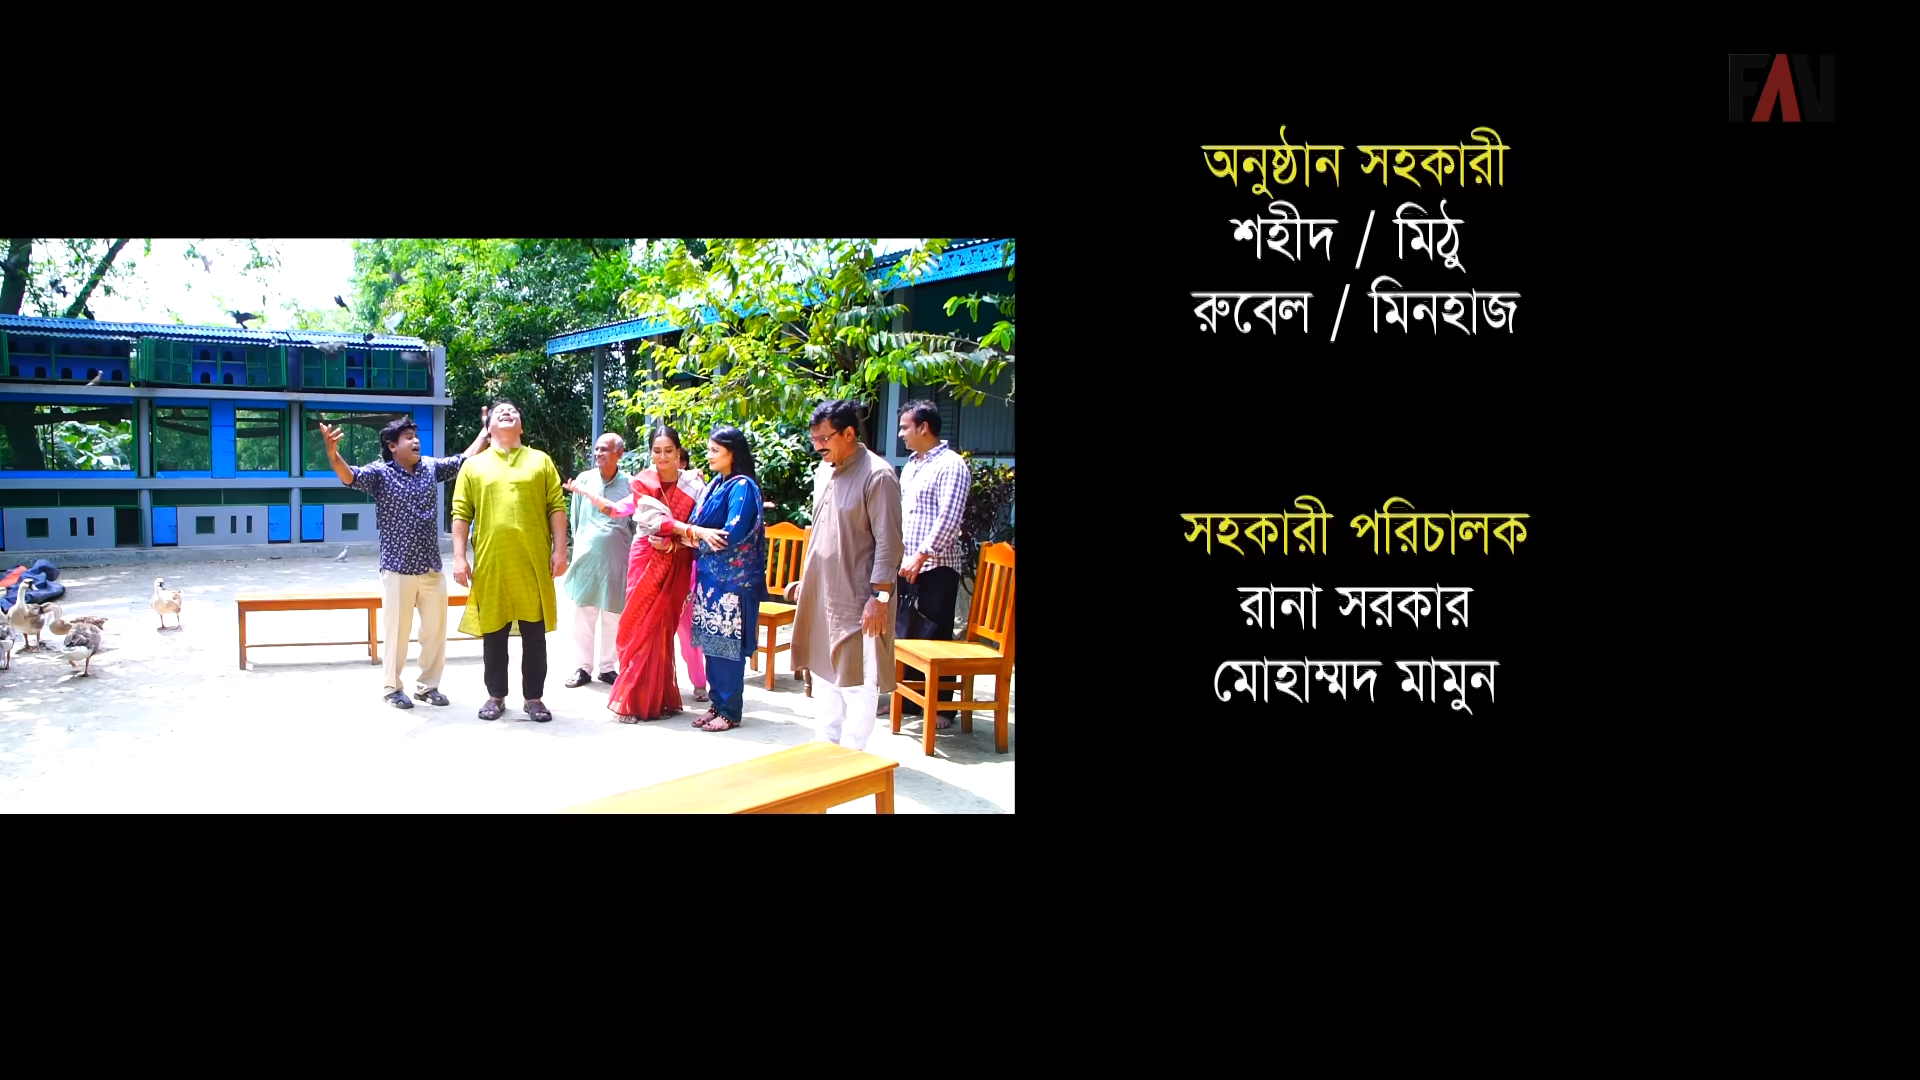 FAN
অনুষ্ঠান সহকারী
শহীদ / মিঠু
রুবেল / মিনহাজ
সহকারী পরিচালক
রানা সরকার
মোহাম্মদ মামুন